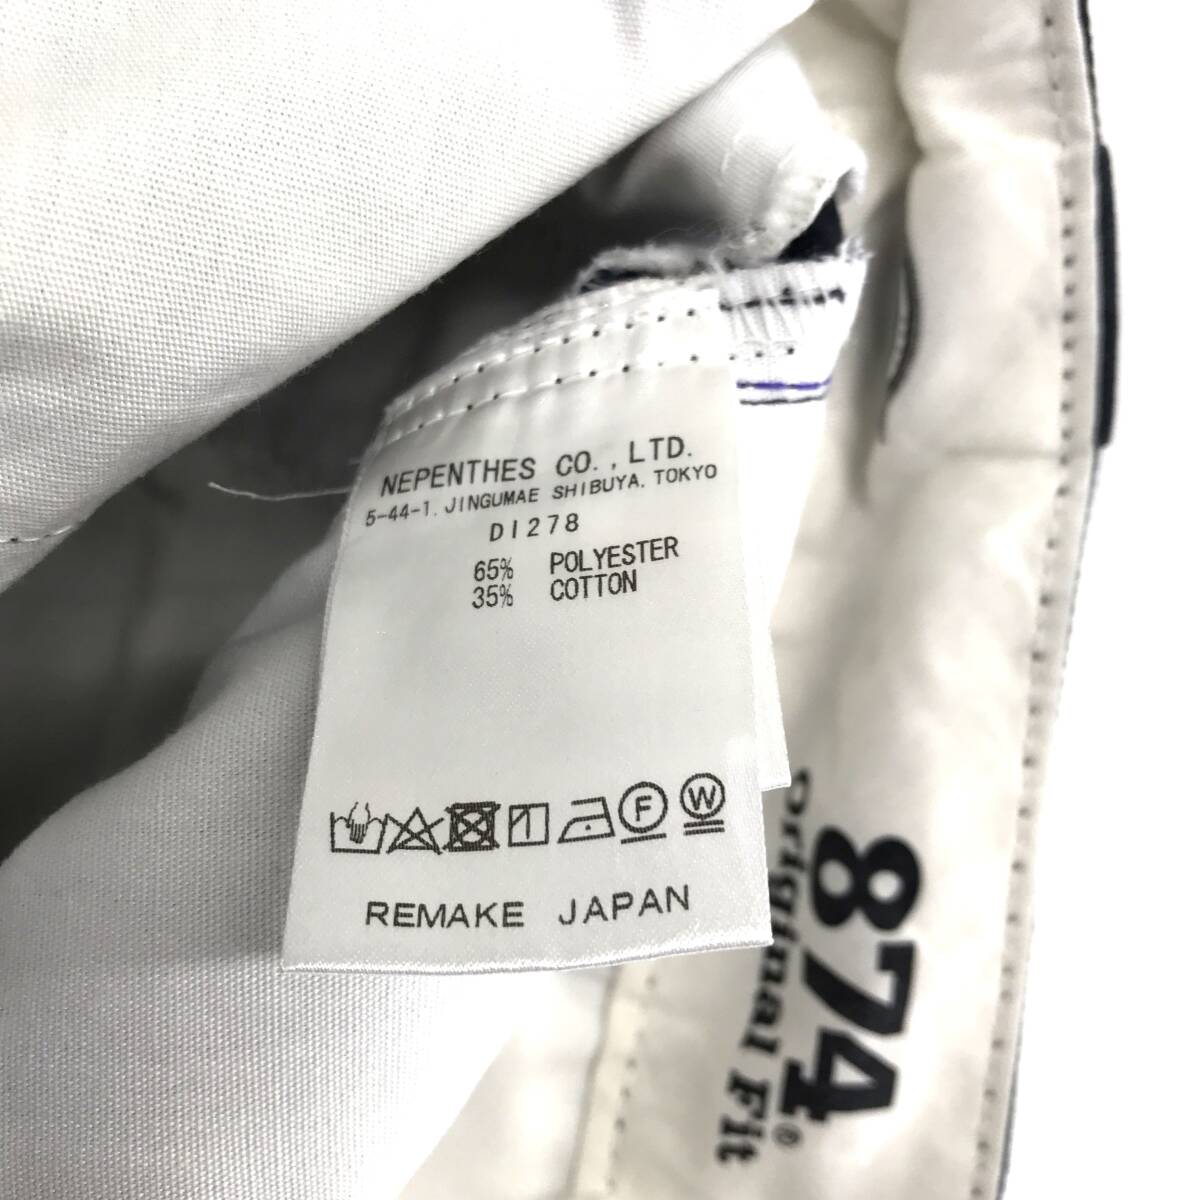 NEPENTHES CO.,LTD.
5-44-1, JINGUMAE SHIBUYA, TOKYO
DI278
65% POLYESTER
35% COTTON
F W
REMAKE JAPAN
874®
Original Fit